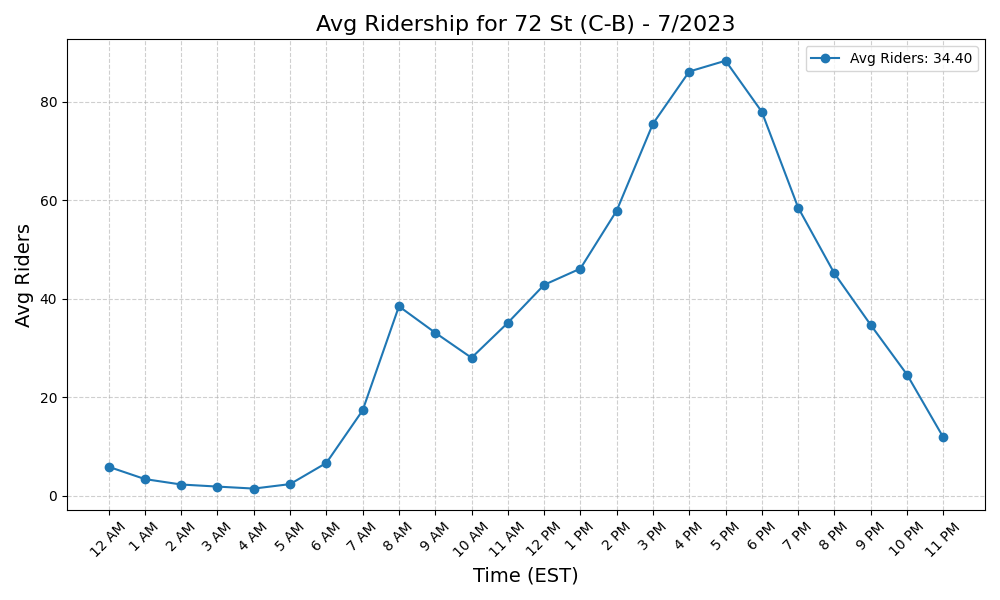 Avg Ridership for 72 St (C-B) - 7/2023
Avg Riders: 34.40
Avg Riders
80
60
40
20
0
12 AM
1 AM
2 AM
3 AM
4 AM
5 AM
6 AM
7 AM
8 AM
9 AM
10 AM
11 AM
12 PM
1 PM
2 PM
3 PM
4 PM
5 PM
6 PM
7 PM
8 PM
9 PM
10 PM
11 PM
Time (EST)